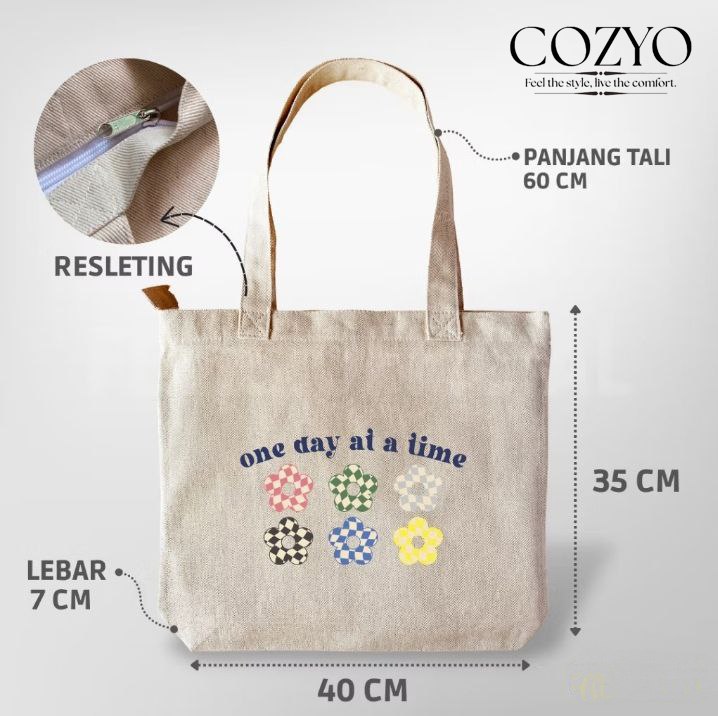 COZYO
Feel the style, live the comfort.
PANJANG TALI
60 CM
RESLETING
one day at a time
35 CM
LEBAR
7 CM
40 CM